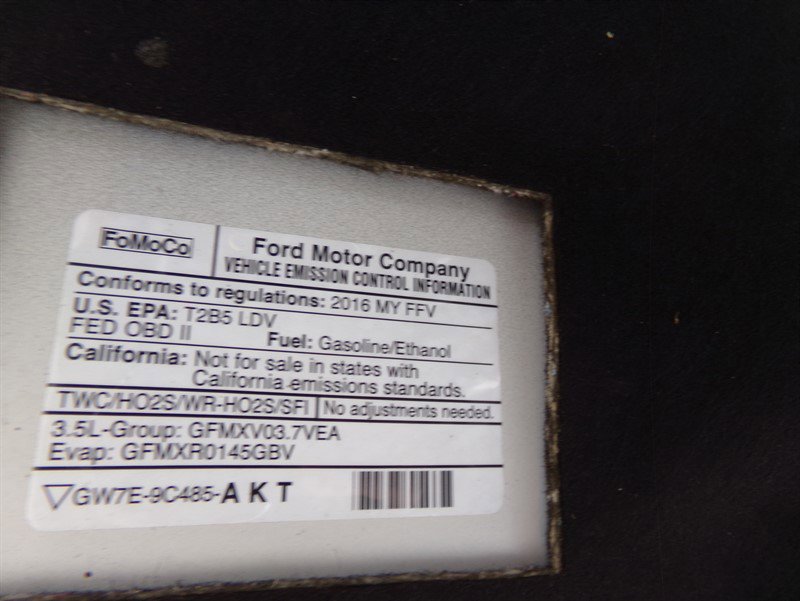 FoMoCo
Ford Motor Company
VEHICLE EMISSION CONTROL INFORMATION
Conforms to regulations: 2016 MY FFV
U.S. EPA: T2B5 LDV
FED OBD II Fuel: Gasoline/Ethanol
California: Not for sale in states with
California emissions standards.
TWC/HO2S/WR-HO2S/SFI No adjustments needed.
3.5L-Group: GFMXV03.7VEA
Evap: GFMXR0145GBV
GW7E-9C485-AKT